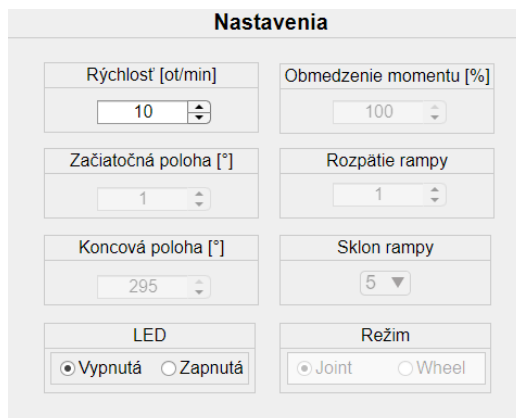 Nastavenia
Rýchlosť [ot/min]
10
Obmedzenie momentu [%]
100
Začiatočná poloha [°]
1
Rozpätie rampy
1
Koncová poloha [°]
295
Sklon rampy
5
LED
Vypnutá Zapnutá
Režim
Joint Wheel